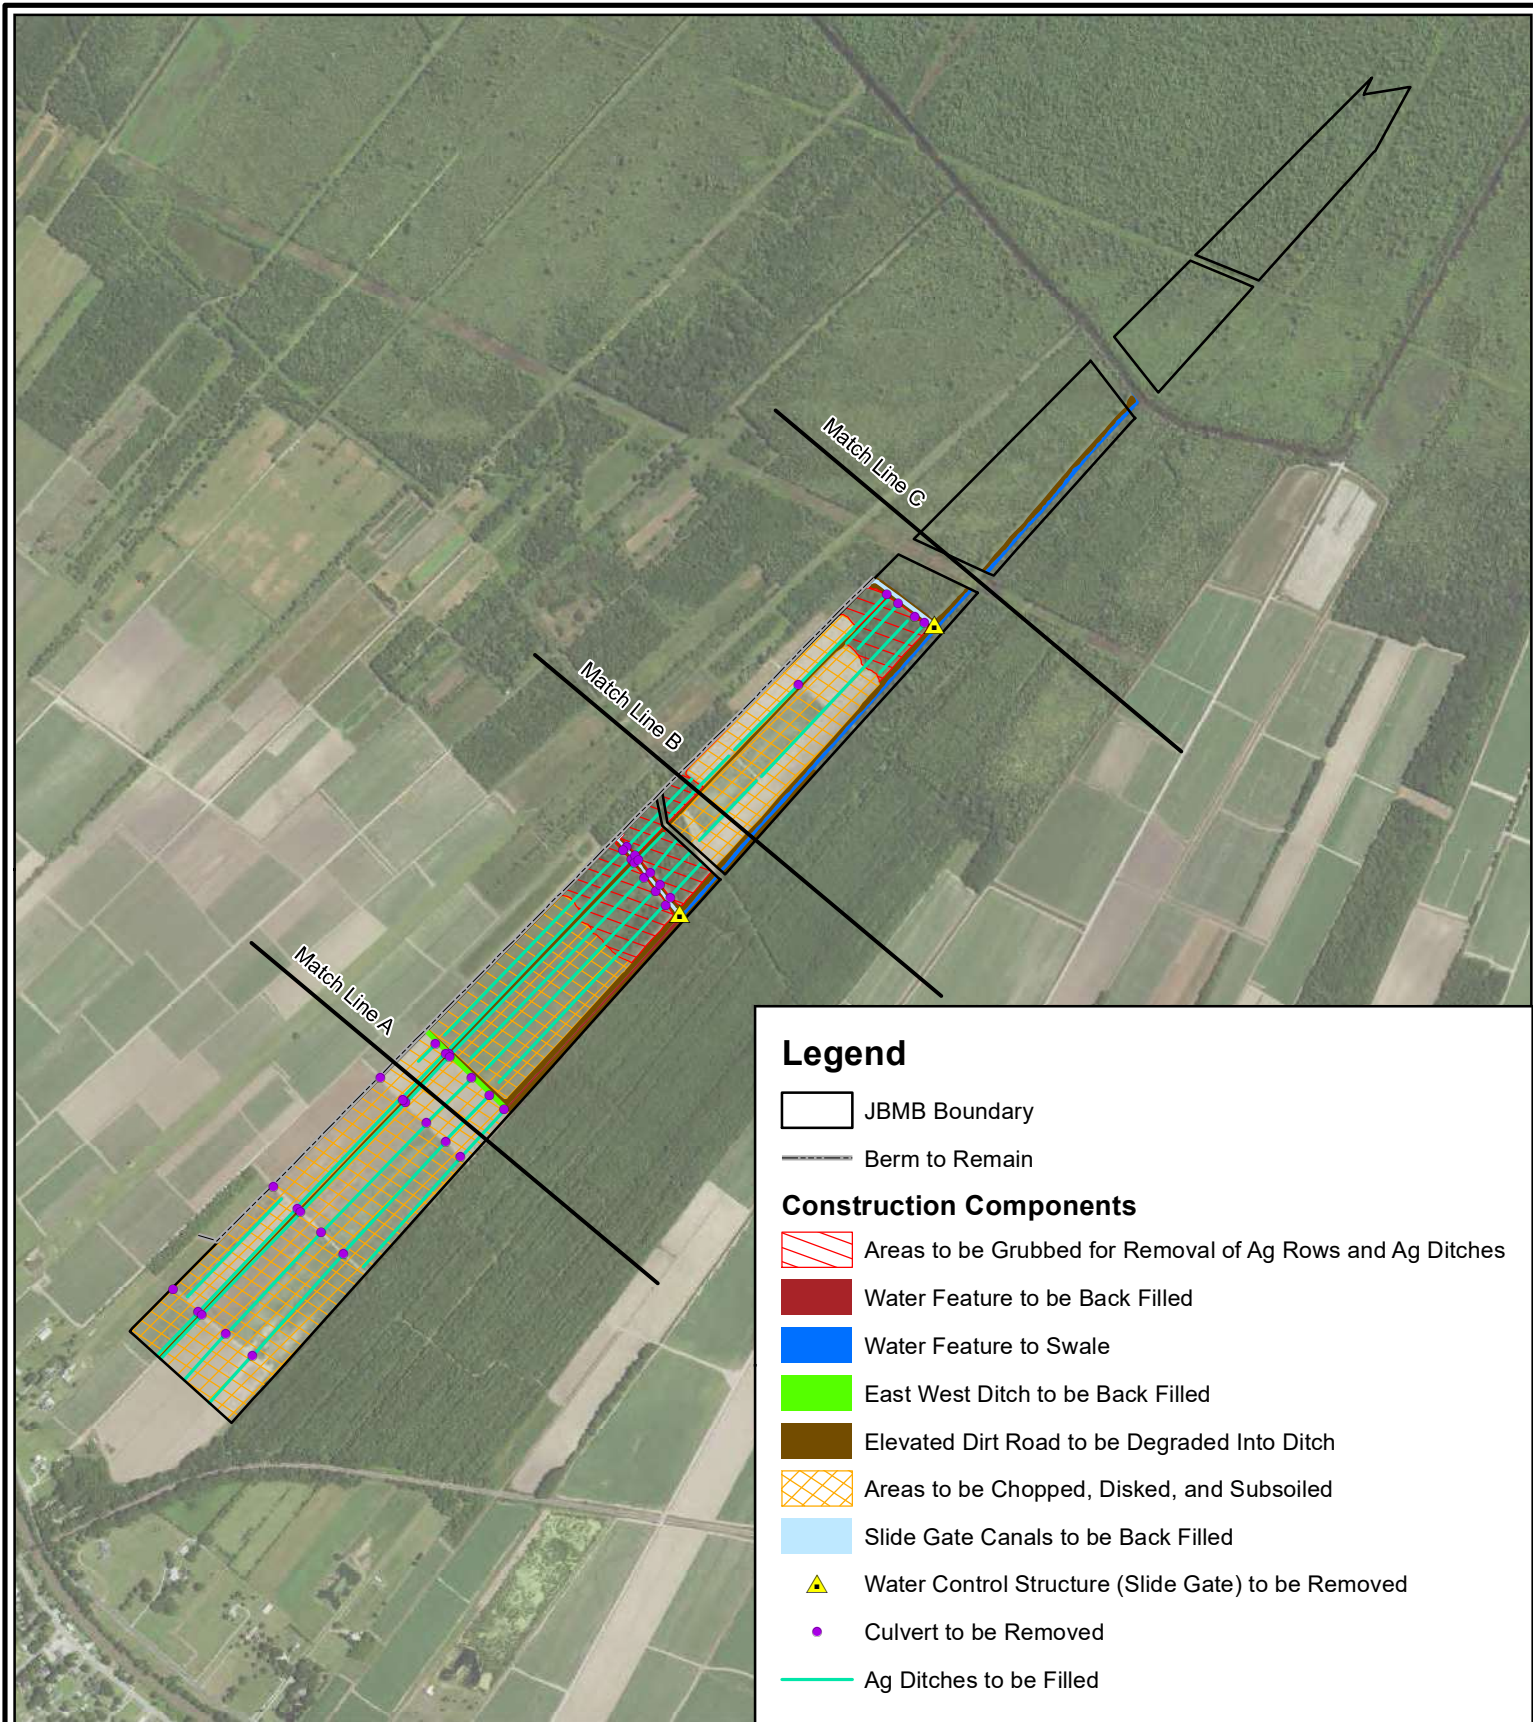 Match Line C
Match Line B
Match Line A
Legend
JBMB Boundary
Berm to Remain
Construction Components
Areas to be Grubbed for Removal of Ag Rows and Ag Ditches
Water Feature to be Back Filled
Water Feature to Swale
East West Ditch to be Back Filled
Elevated Dirt Road to be Degraded Into Ditch
Areas to be Chopped, Disked, and Subsoiled
Slide Gate Canals to be Back Filled
Water Control Structure (Slide Gate) to be Removed
Culvert to be Removed
Ag Ditches to be Filled